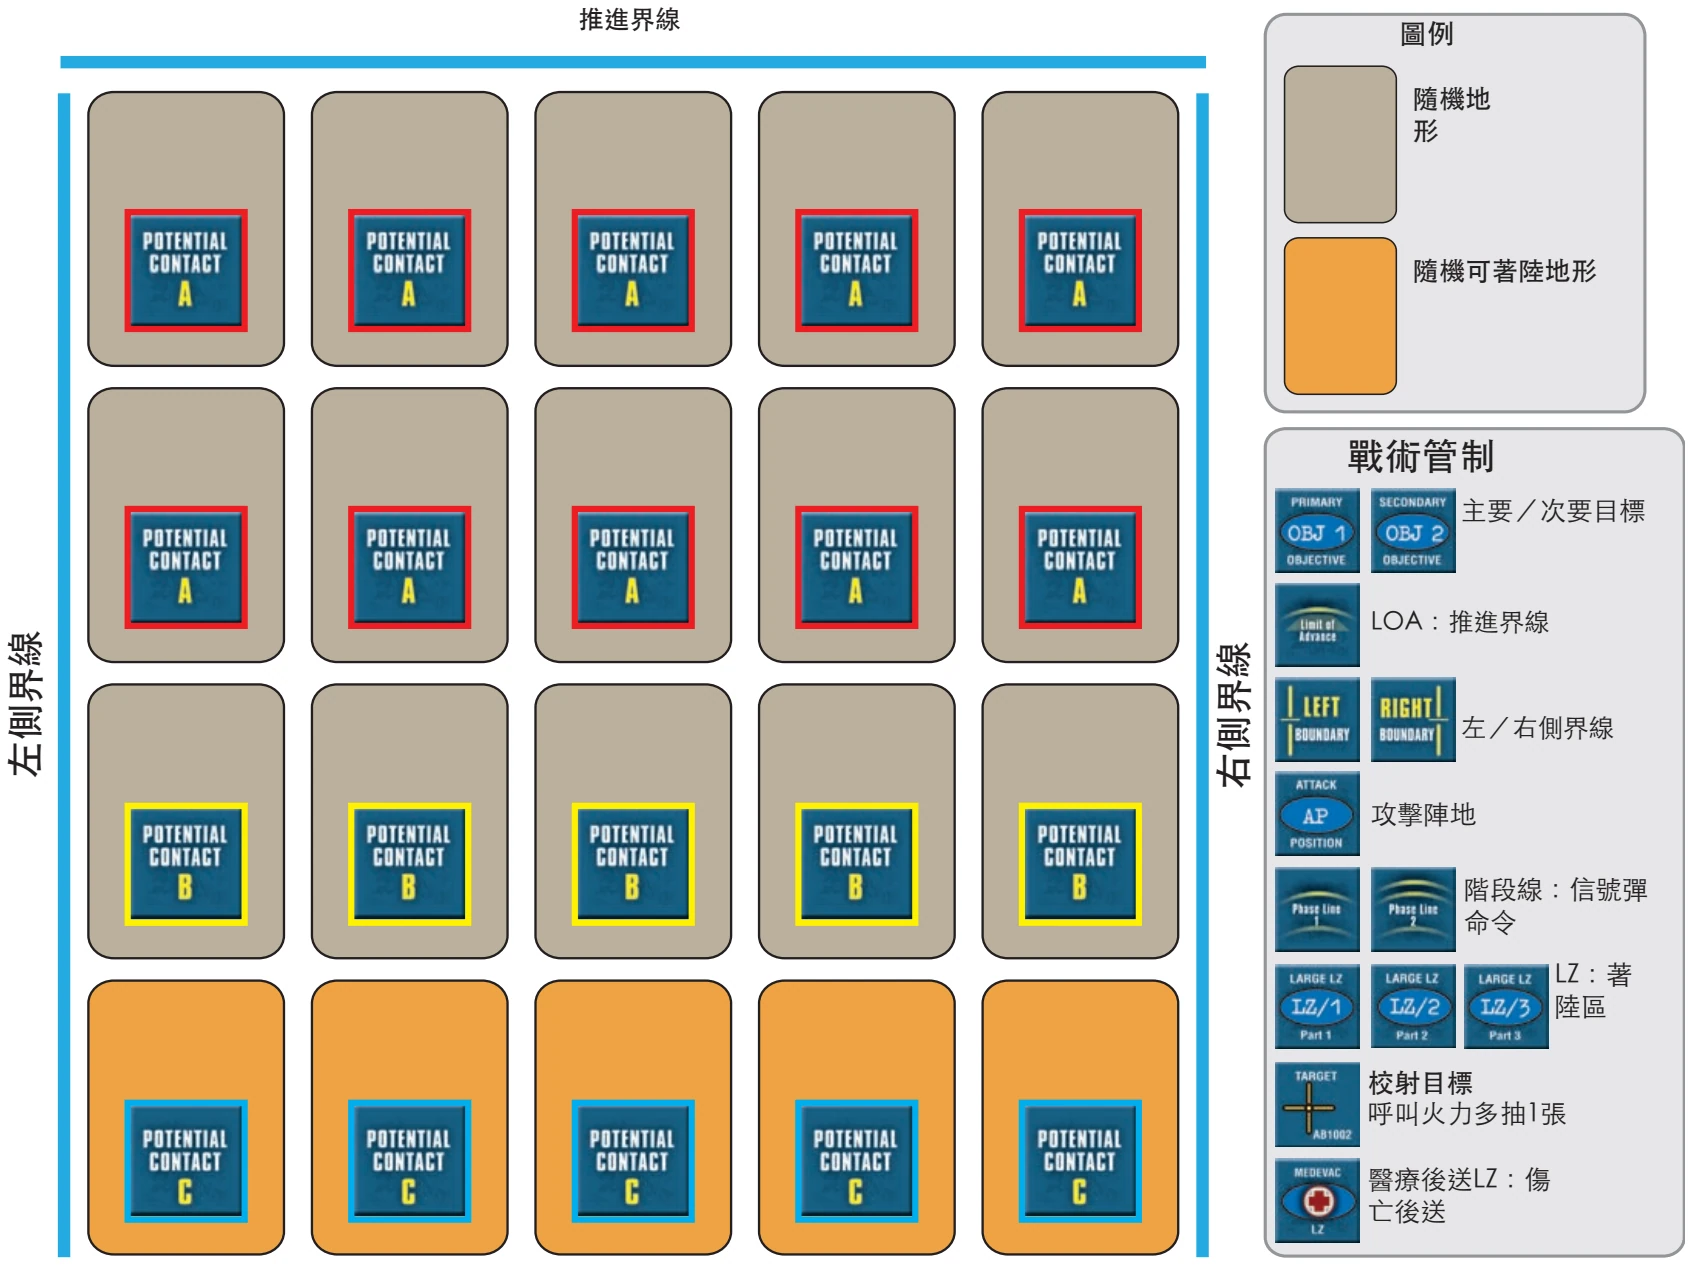 推進界線
左側界線
右側界線
POTENTIAL
CONTACT
A
POTENTIAL
CONTACT
A
POTENTIAL
CONTACT
A
POTENTIAL
CONTACT
A
POTENTIAL
CONTACT
A
POTENTIAL
CONTACT
A
POTENTIAL
CONTACT
A
POTENTIAL
CONTACT
A
POTENTIAL
CONTACT
A
POTENTIAL
CONTACT
A
POTENTIAL
CONTACT
B
POTENTIAL
CONTACT
B
POTENTIAL
CONTACT
B
POTENTIAL
CONTACT
B
POTENTIAL
CONTACT
B
POTENTIAL
CONTACT
C
POTENTIAL
CONTACT
C
POTENTIAL
CONTACT
C
POTENTIAL
CONTACT
C
POTENTIAL
CONTACT
C
圖例
隨機地
形
隨機可著陸地形
戰術管制
PRIMARY
OBJ 1
OBJECTIVE
SECONDARY
OBJ 2
OBJECTIVE
主要／次要目標
Limit of
Advance
LOA：推進界線
LEFT
BOUNDARY
RIGHT
BOUNDARY
左／右側界線
ATTACK
AP
POSITION
攻擊陣地
Phase Line
1
Phase Line
2
階段線：信號彈
命令
LARGE LZ
LZ/1
Part 1
LARGE LZ
LZ/2
Part 2
LARGE LZ
LZ/3
Part 3
LZ：著
陸區
TARGET
AB1002
校射目標
呼叫火力多抽1張
MEDEVAC
LZ
醫療後送LZ：傷
亡後送